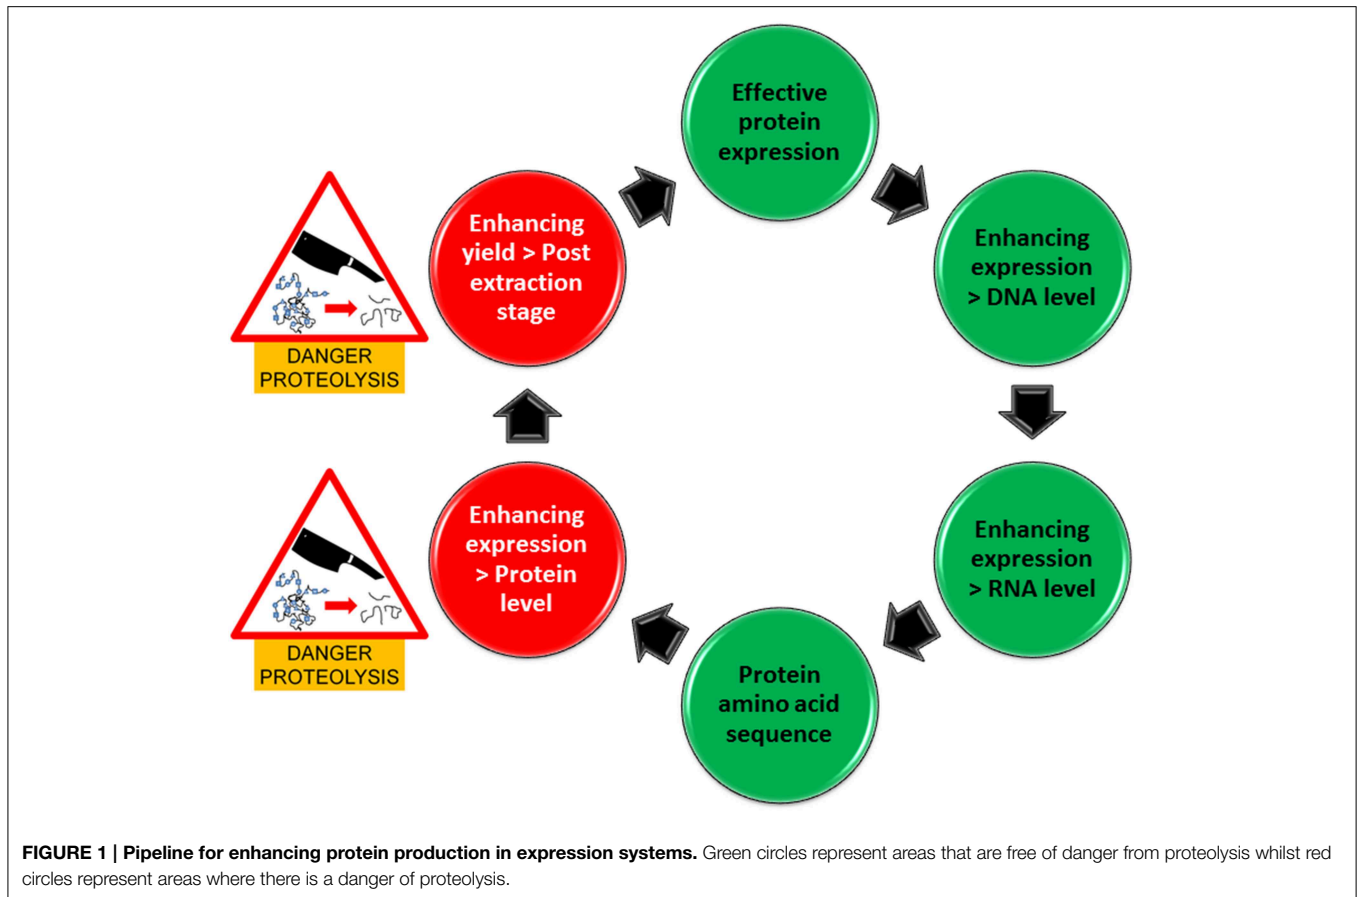 Effective
protein
expression
Enhancing
expression
> DNA level
Enhancing
expression
> RNA level
Protein
amino acid
sequence
Enhancing
expression
> Protein
level
DANGER
PROTEOLYSIS
Enhancing
yield > Post
extraction
stage
DANGER
PROTEOLYSIS
FIGURE 1 | Pipeline for enhancing protein production in expression systems. Green circles represent areas that are free of danger from proteolysis whilst red
circles represent areas where there is a danger of proteolysis.